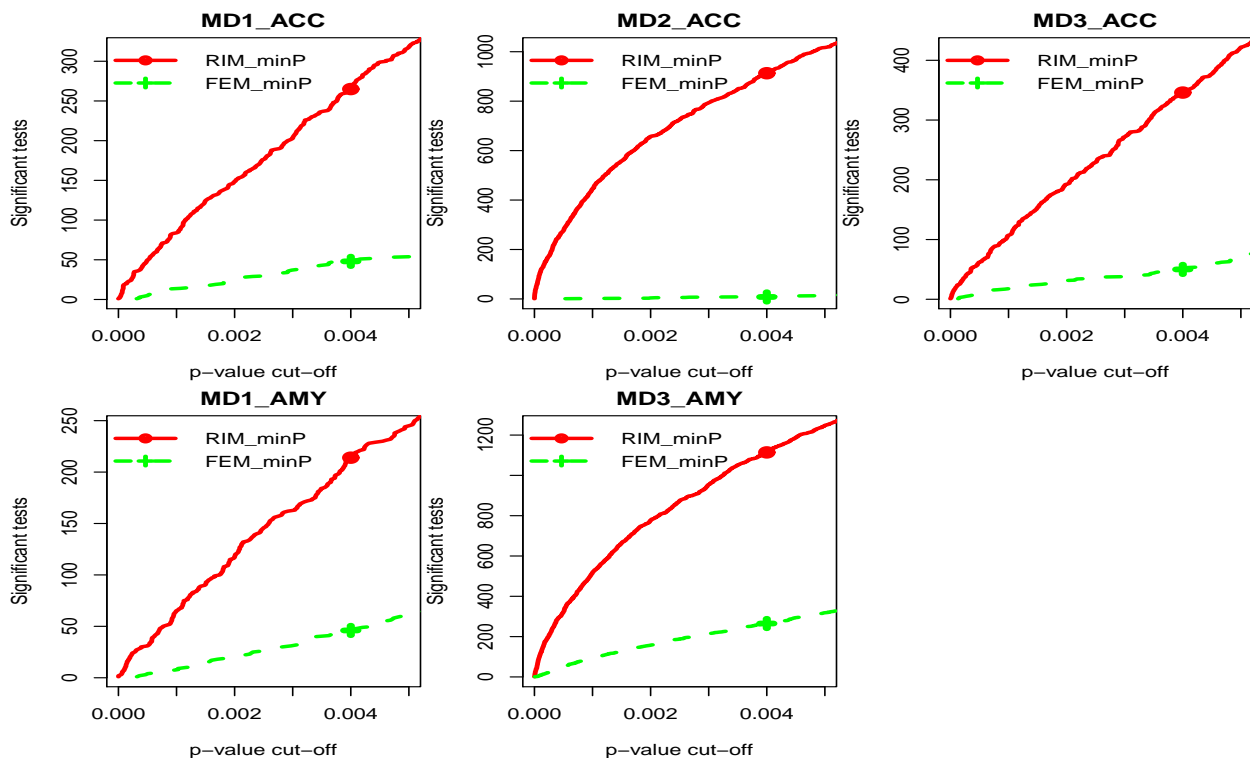 MD1_ACC
RIM_minP
FEM_minP
Significant tests
0 50 100 150 200 250 300
0.000 0.002 0.004
p−value cut−off
MD2_ACC
RIM_minP
FEM_minP
Significant tests
0 200 400 600 800 1000
0.000 0.002 0.004
p−value cut−off
MD3_ACC
RIM_minP
FEM_minP
Significant tests
0 100 200 300 400
0.000 0.002 0.004
p−value cut−off
MD1_AMY
RIM_minP
FEM_minP
Significant tests
0 50 100 150 200 250
0.000 0.002 0.004
p−value cut−off
MD3_AMY
RIM_minP
FEM_minP
Significant tests
0 200 400 600 800 1200
0.000 0.002 0.004
p−value cut−off